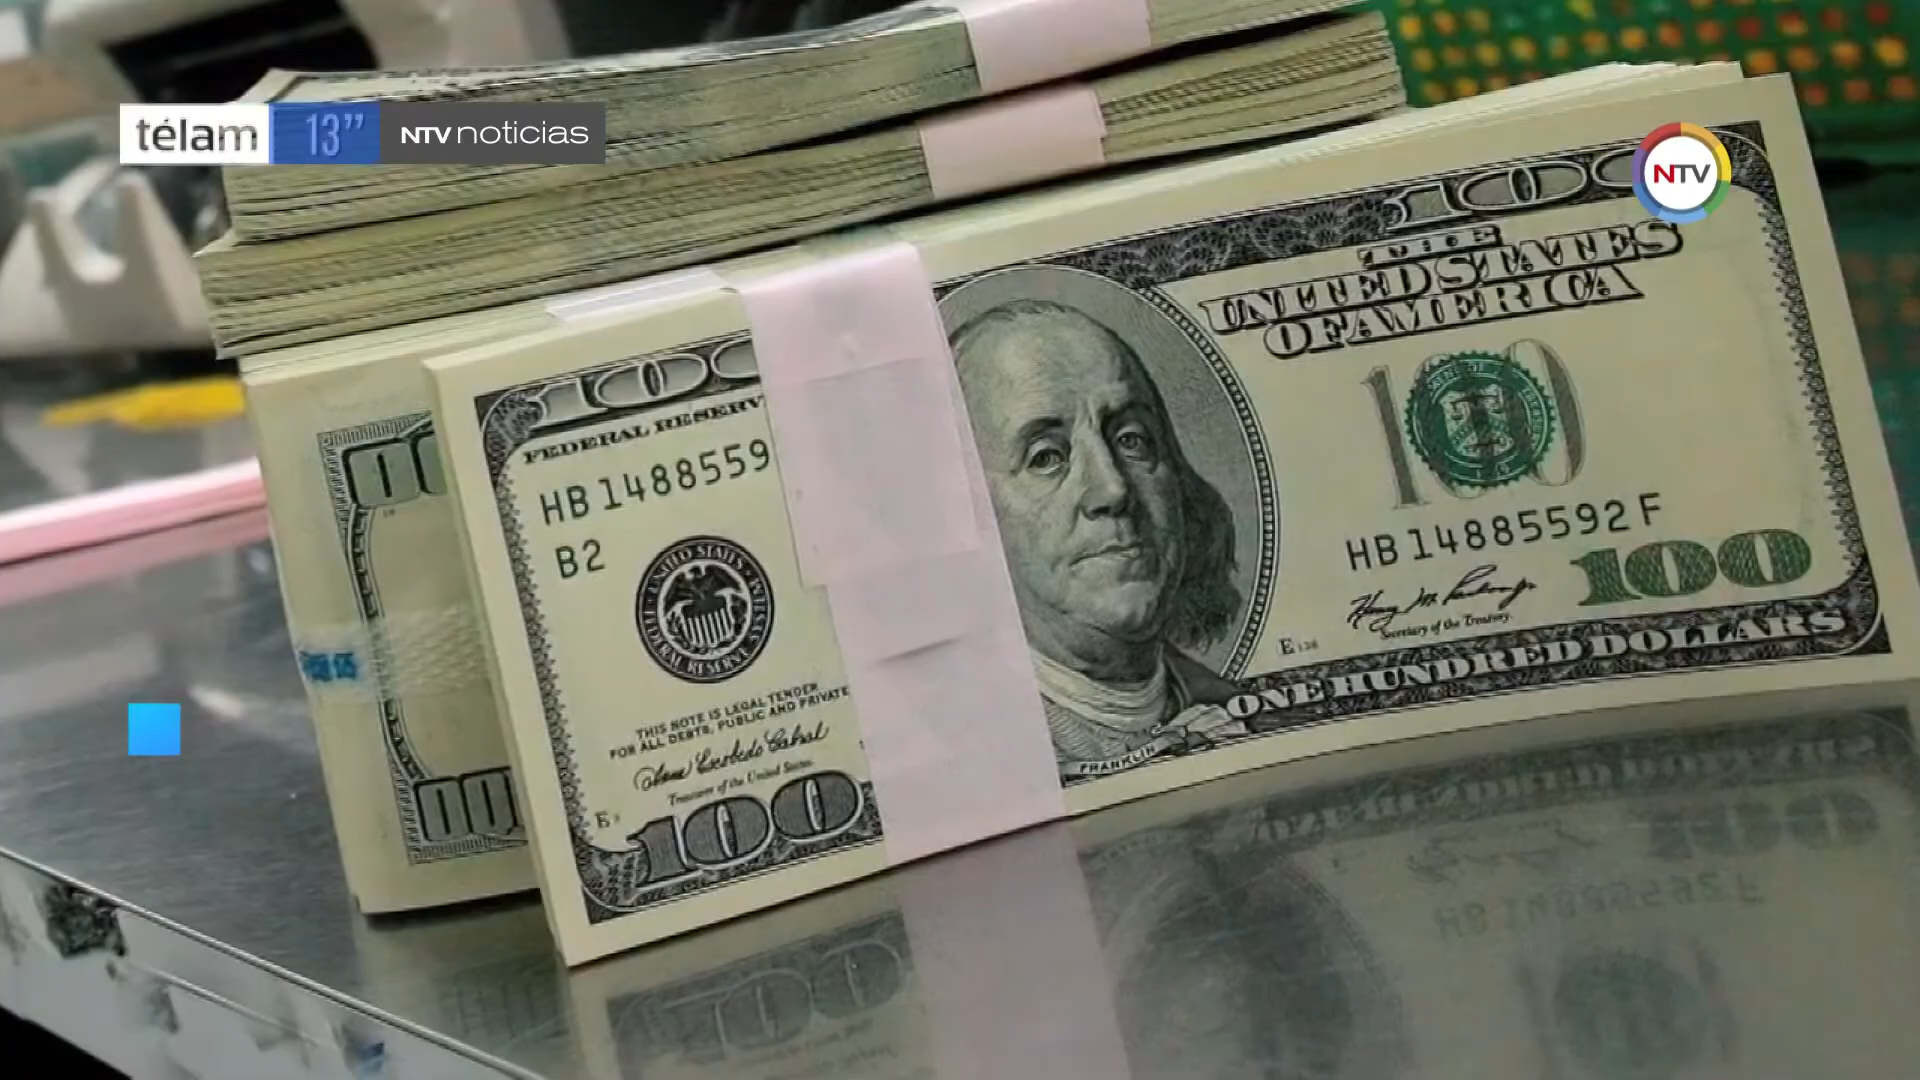 télam 13” NTV noticias
NTV
100
THE
UNITED STATES
OF AMERICA
100
FEDERAL RESERV
HB 1488559
B2
HB 14885592 F
100
Secretary of the Treasury.
THIS NOTE IS LEGAL TENDER
FOR ALL DEBTS, PUBLIC AND PRIVATE
Treasurer of the United States.
ONE HUNDRED DOLLARS
FRANKLIN
100